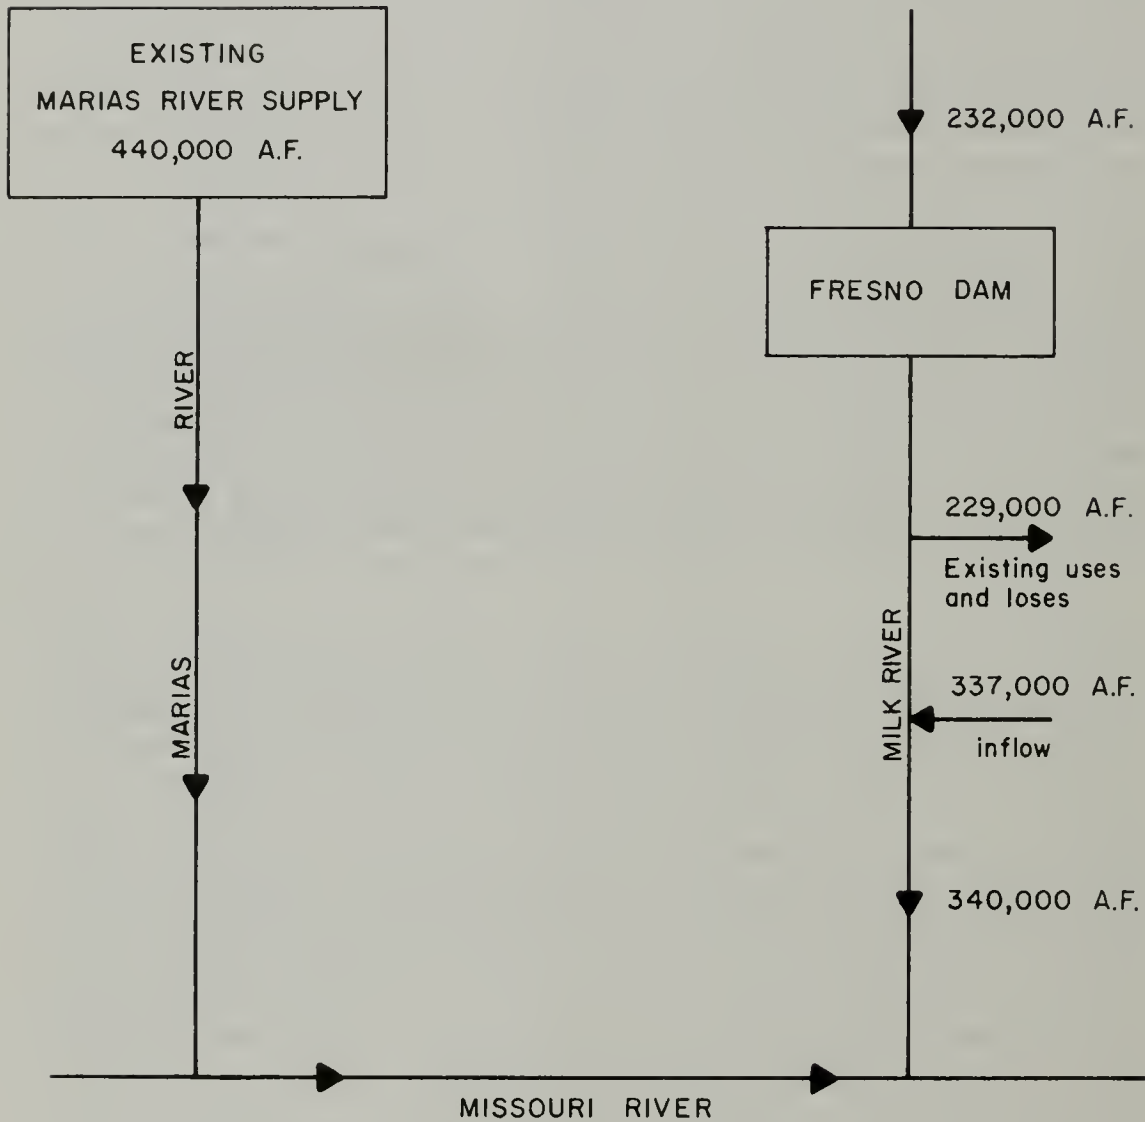 EXISTING
MARIAS RIVER SUPPLY
440,000 A.F.
232,000 A.F.
FRESNO DAM
RIVER
MARIAS
229,000 A.F.
Existing uses
and loses
MILK RIVER
337,000 A.F.
inflow
340,000 A.F.
MISSOURI RIVER